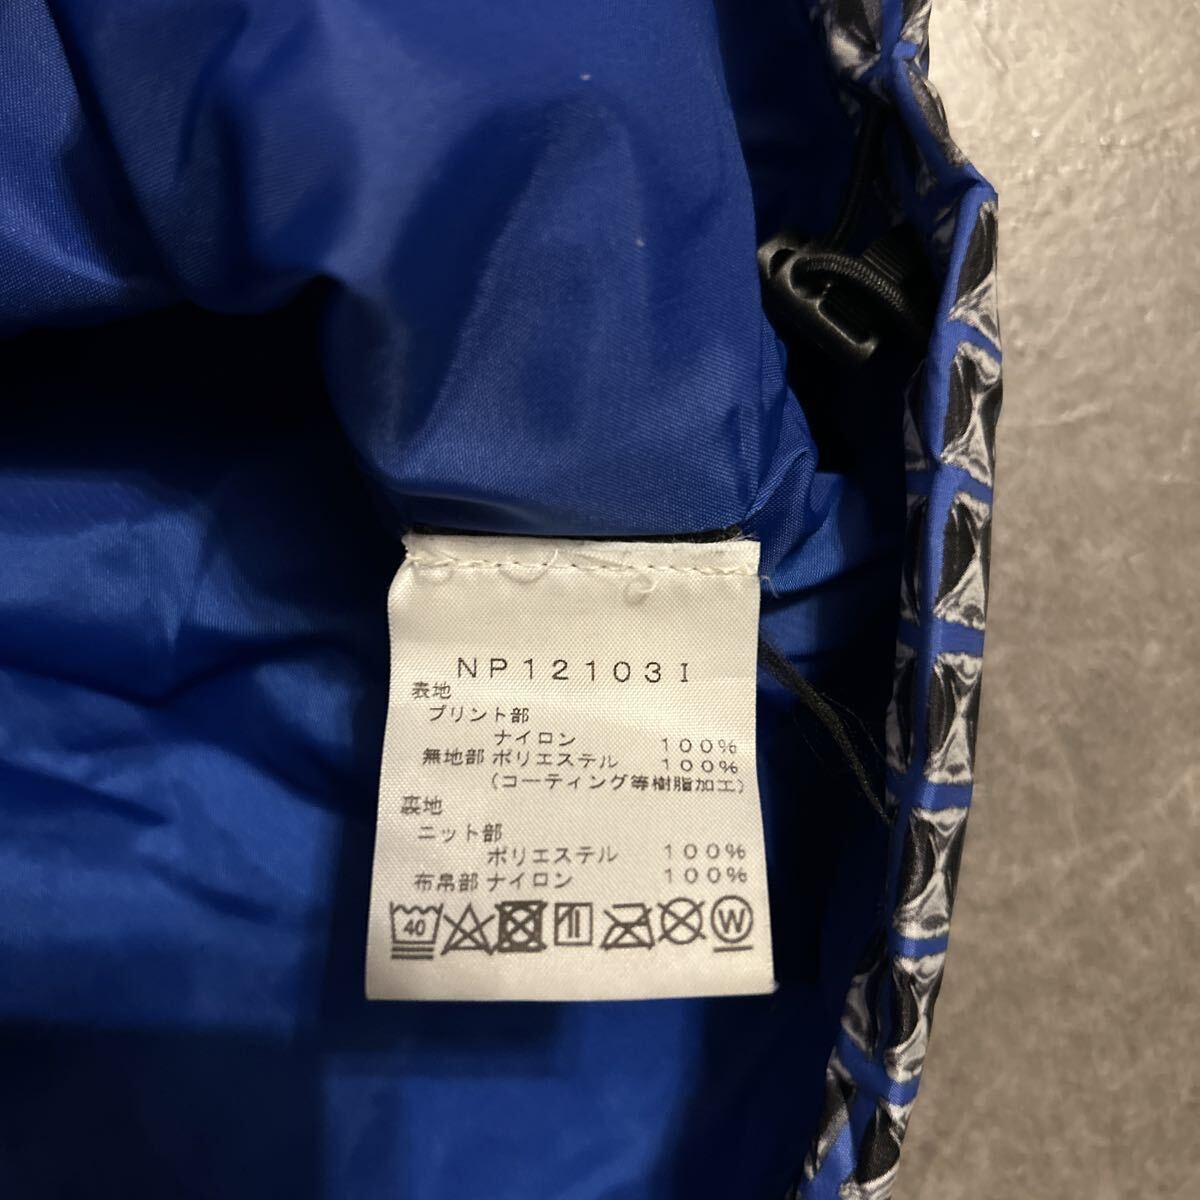 NP12103I
表地
プリント部
ナイロン 100%
無地部 ポリエステル 100%
(コーティング等樹脂加工)
裏地
ニット部
ポリエステル 100%
布帛部 ナイロン 100%
40 W